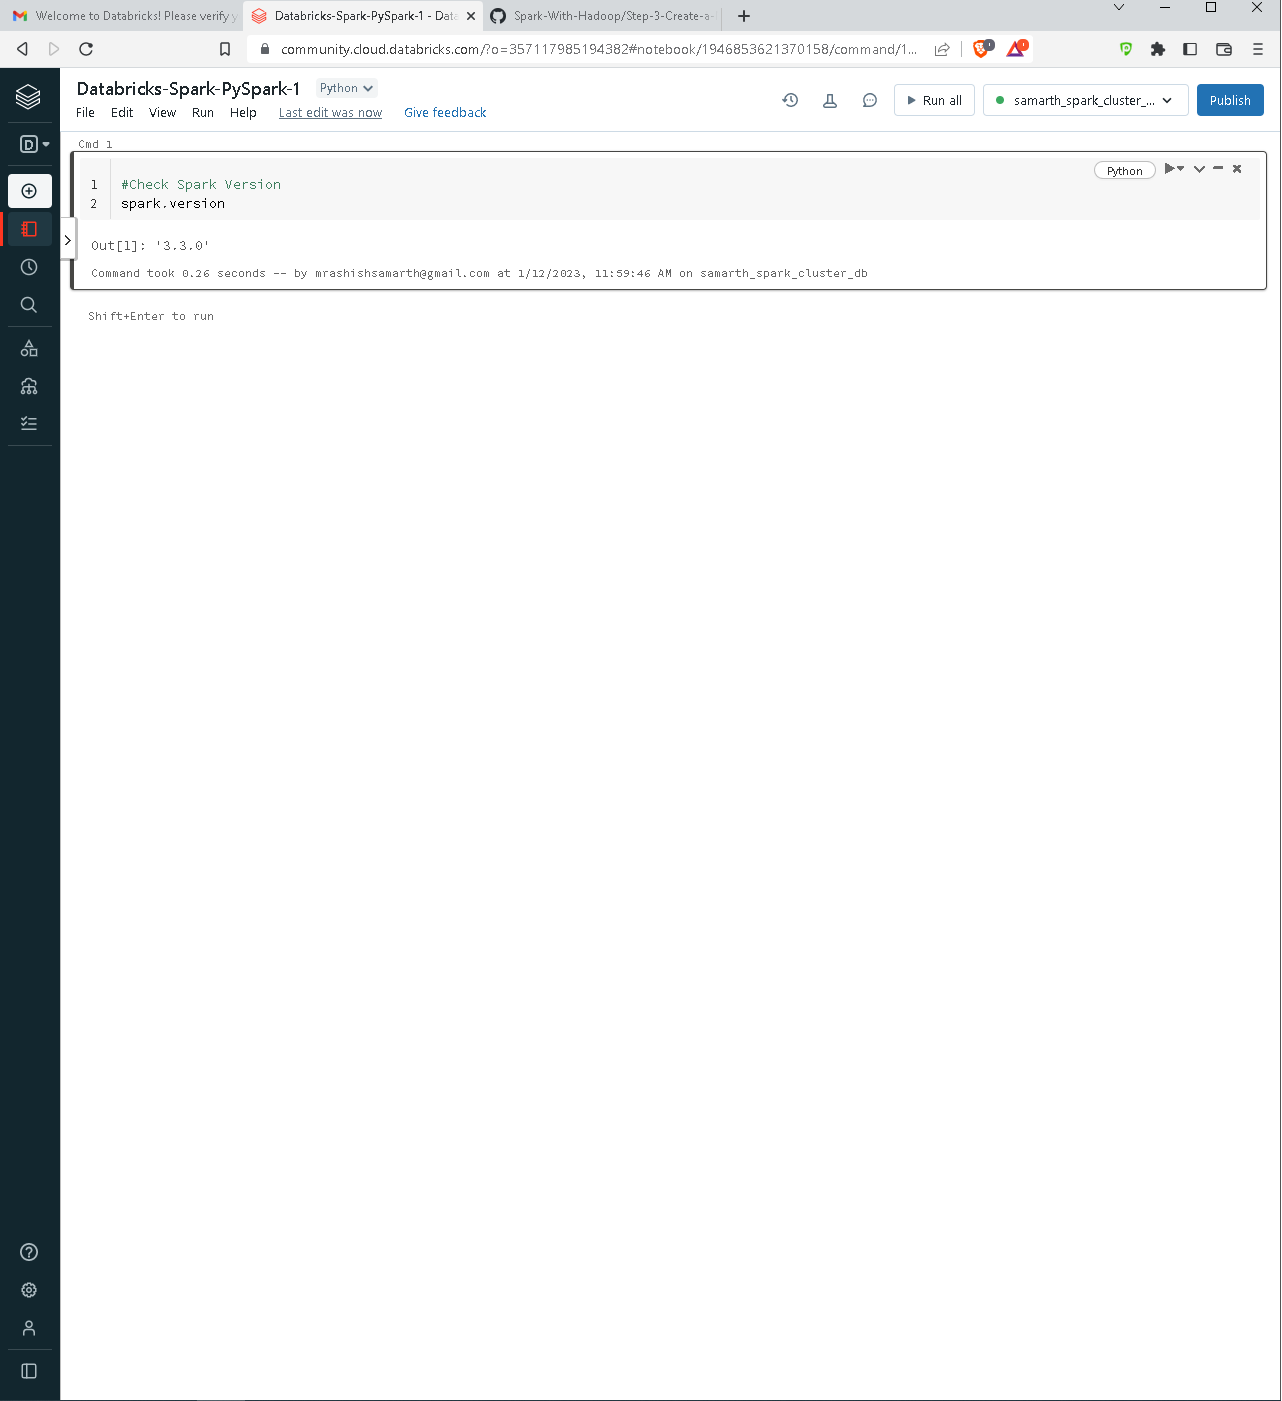 Welcome to Databricks! Please verify y
Databricks-Spark-PySpark-1 - Data
Spark-With-Hadoop/Step-3-Create-a-
community.cloud.databricks.com/?o=357117985194382#notebook/1946853621370158/command/1...
Databricks-Spark-PySpark-1
Python
File Edit View Run Help Last edit was now Give feedback
Run all
samarth_spark_cluster_...
Publish
D
Cmd 1
Python
1 #Check Spark Version
2 spark.version
Out[1]: '3.3.0'
Command took 0.26 seconds -- by mrashishsamarth@gmail.com at 1/12/2023, 11:59:46 AM on samarth_spark_cluster_db
Shift+Enter to run